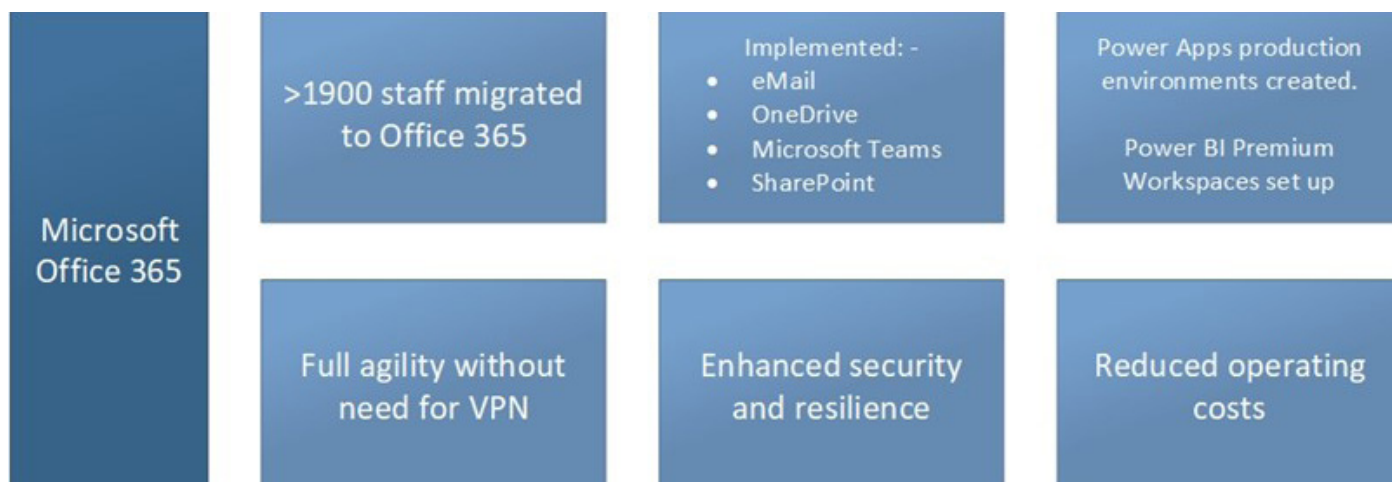 Microsoft
Office 365
>1900 staff migrated
to Office 365
Implemented: -
• eMail
• OneDrive
• Microsoft Teams
• SharePoint
Power Apps production
environments created.
Power BI Premium
Workspaces set up
Full agility without
need for VPN
Enhanced security
and resilience
Reduced operating
costs